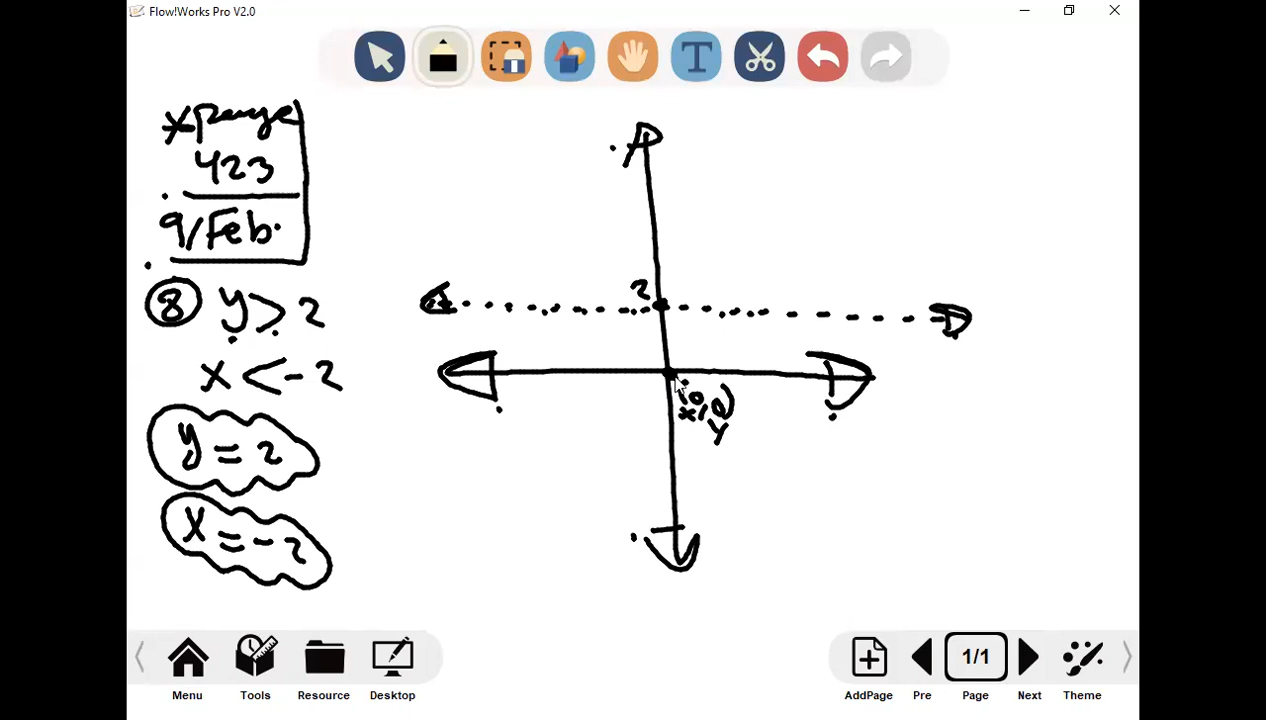 Flow!Works Pro V2.0
T
* page
423
9/Feb.
8 y > 2
x < -2
y = 2
x = -2
2
(0,0)
x y
1/1
Menu Tools Resource Desktop AddPage Pre Page Next Theme